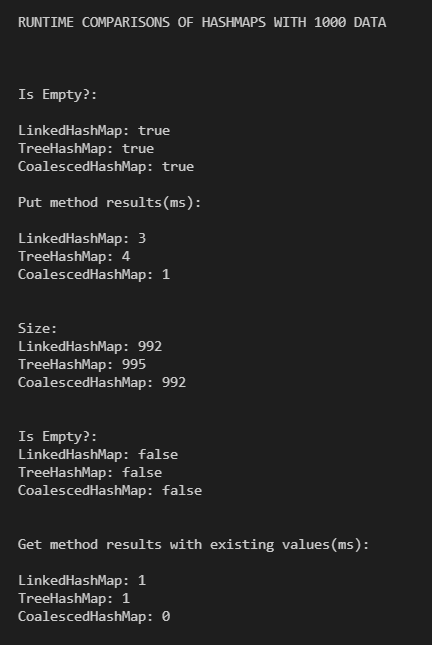 RUNTIME COMPARISONS OF HASHMAPS WITH 1000 DATA
Is Empty?:
LinkedHashMap: true
TreeHashMap: true
CoalescedHashMap: true
Put method results(ms):
LinkedHashMap: 3
TreeHashMap: 4
CoalescedHashMap: 1
Size:
LinkedHashMap: 992
TreeHashMap: 995
CoalescedHashMap: 992
Is Empty?:
LinkedHashMap: false
TreeHashMap: false
CoalescedHashMap: false
Get method results with existing values(ms):
LinkedHashMap: 1
TreeHashMap: 1
CoalescedHashMap: 0